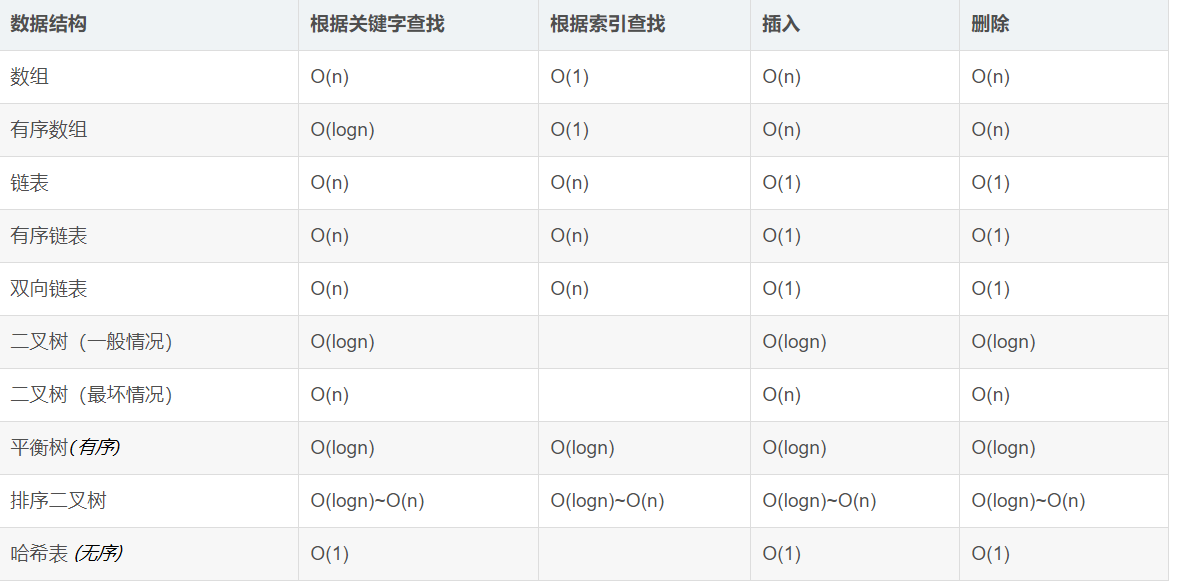 数据结构 根据关键字查找 根据索引查找 插入 删除
数组 O(n) O(1) O(n) O(n)
有序数组 O(logn) O(1) O(n) O(n)
链表 O(n) O(n) O(1) O(1)
有序链表 O(n) O(n) O(1) O(1)
双向链表 O(n) O(n) O(1) O(1)
二叉树（一般情况） O(logn) O(logn) O(logn)
二叉树（最坏情况） O(n) O(n) O(n)
平衡树(有序) O(logn) O(logn) O(logn) O(logn)
排序二叉树 O(logn)~O(n) O(logn)~O(n) O(logn)~O(n) O(logn)~O(n)
哈希表 (无序) O(1) O(1) O(1)